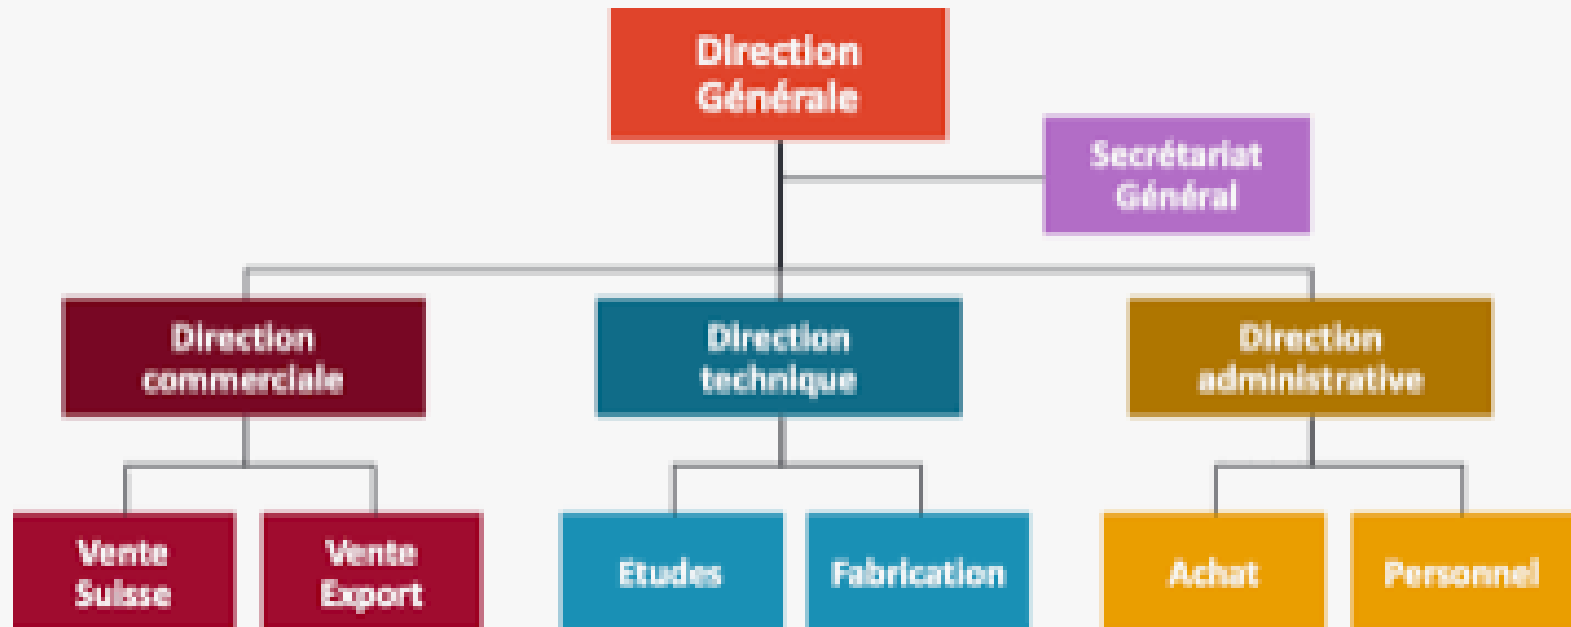 Direction
Générale
Secrétariat
Général
Direction
commerciale
Direction
technique
Direction
administrative
Vente
Suisse
Vente
Export
Etudes
Fabrication
Achat
Personnel